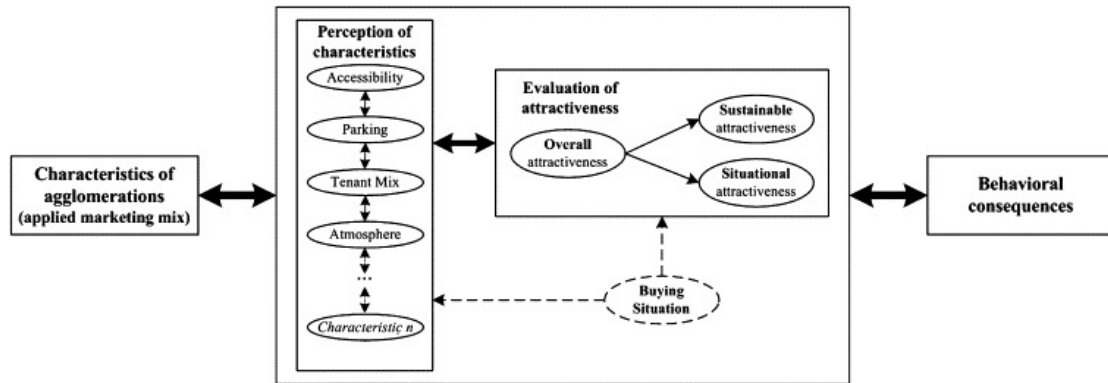 Characteristics of
agglomerations
(applied marketing mix)
Perception of
characteristics
Accessibility
Parking
Tenant Mix
Atmosphere
...
Characteristic n
Evaluation of
attractiveness
Overall
attractiveness
Sustainable
attractiveness
Situational
attractiveness
Buying
Situation
Behavioral
consequences